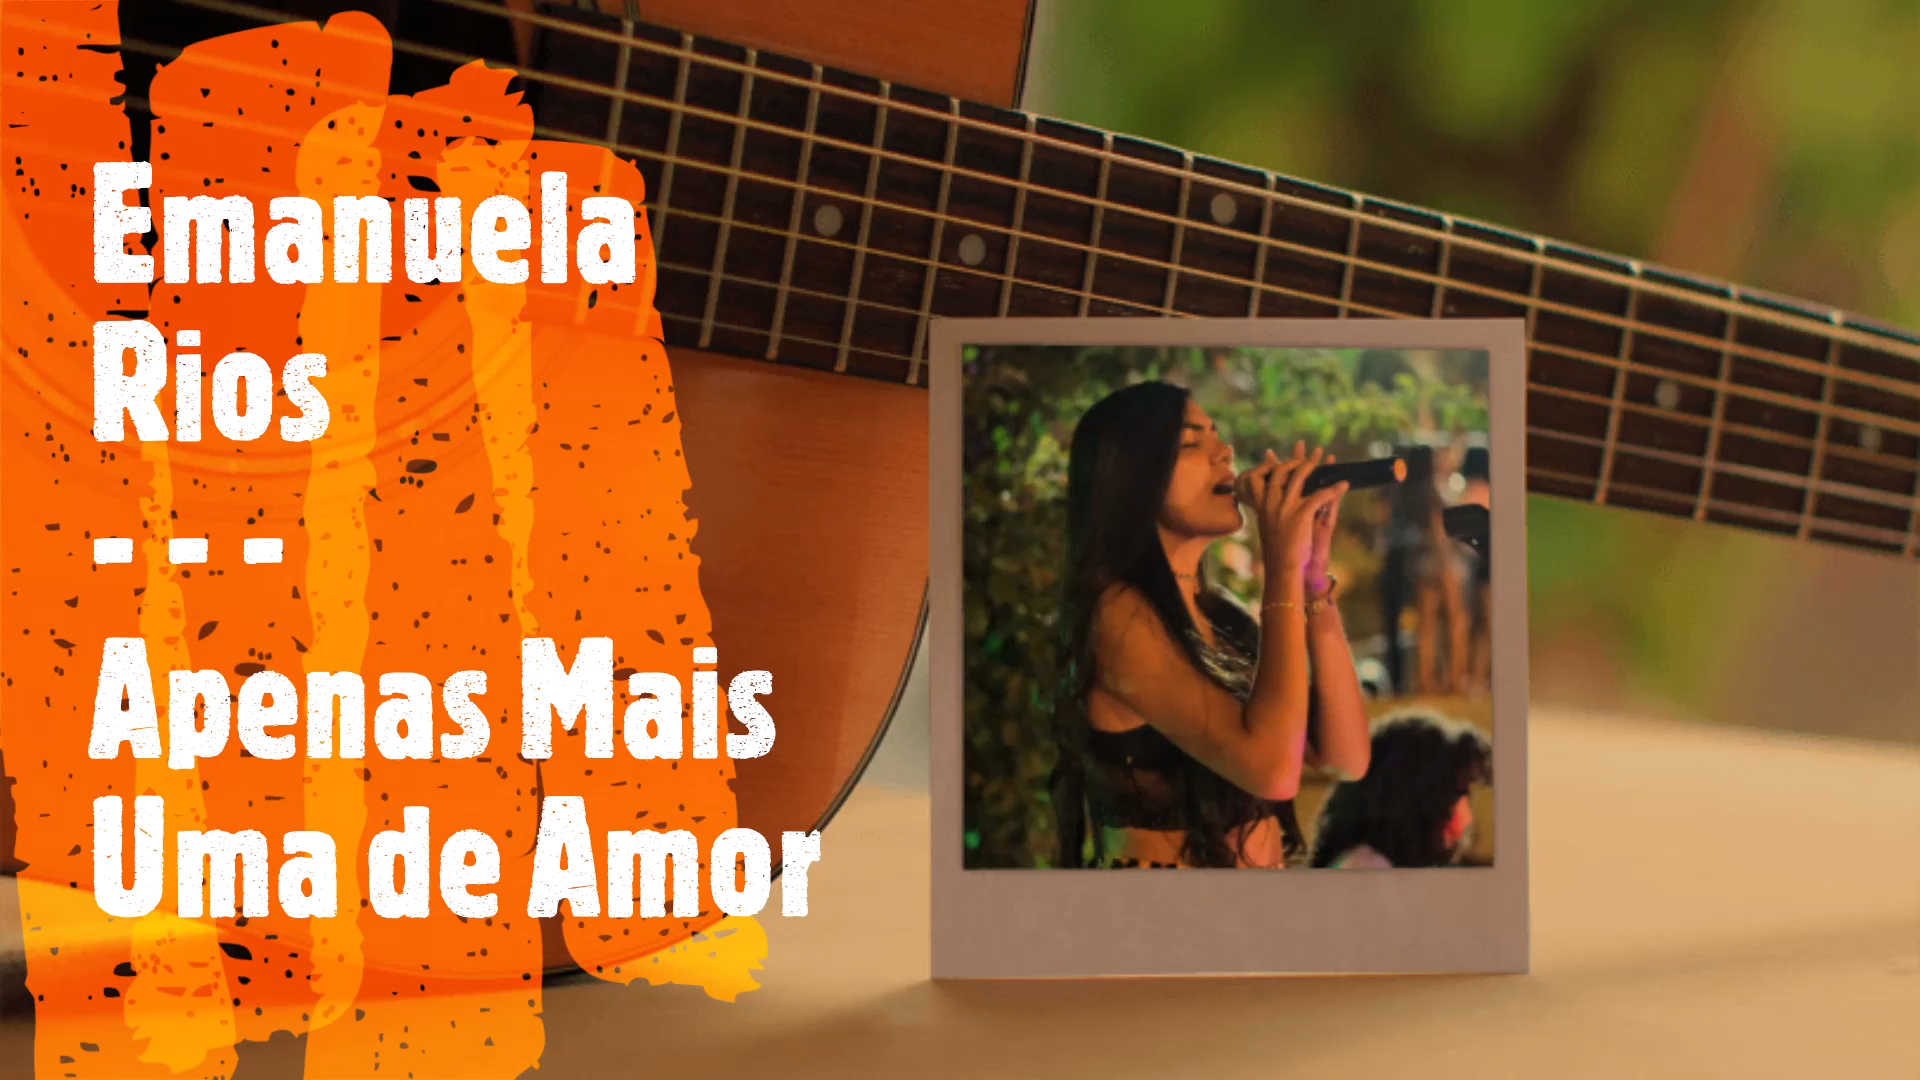 Emanuela
Rios
- - -
Apenas Mais
Uma de Amor